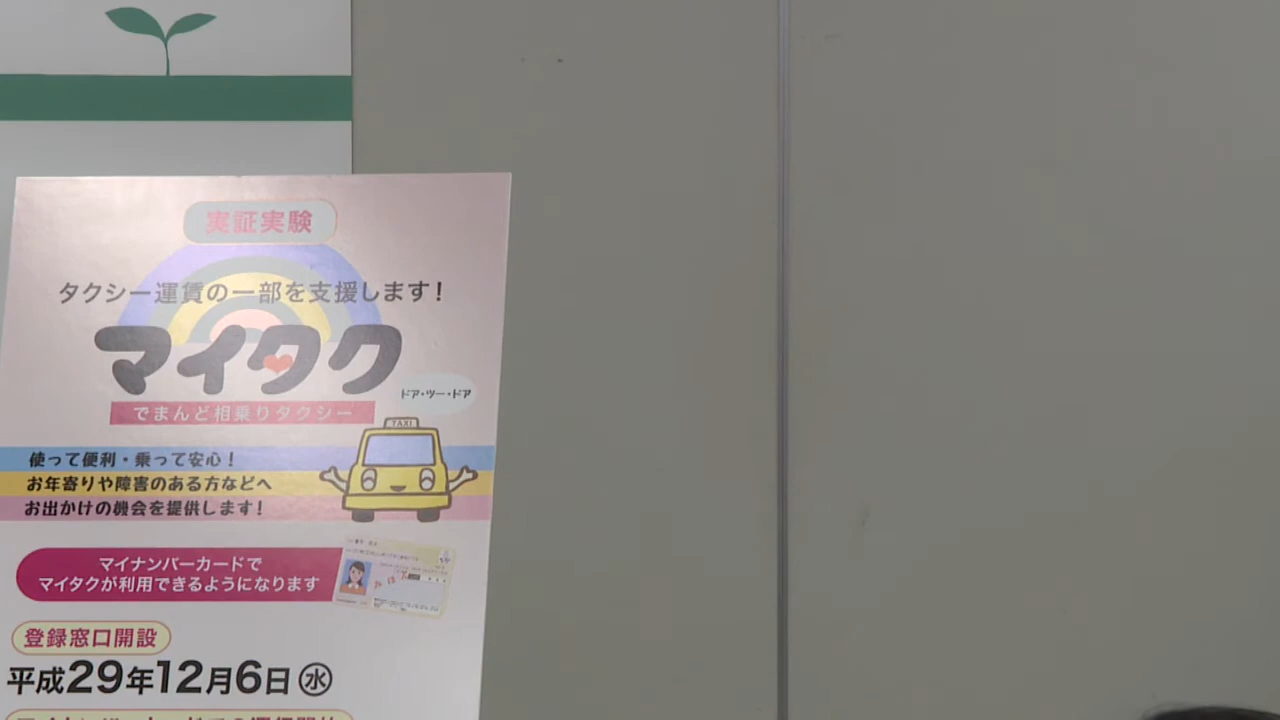 実証実験
タクシー運賃の一部を支援します!
マイタク
ドア・ツー・ドア
でまんど相乗りタクシー
TAXI
使って便利・乗って安心!
お年寄りや障害のある方などへ
お出かけの機会を提供します!
マイナンバーカードで
マイタクが利用できるようになります
登録窓口開設
平成29年12月6日㊌